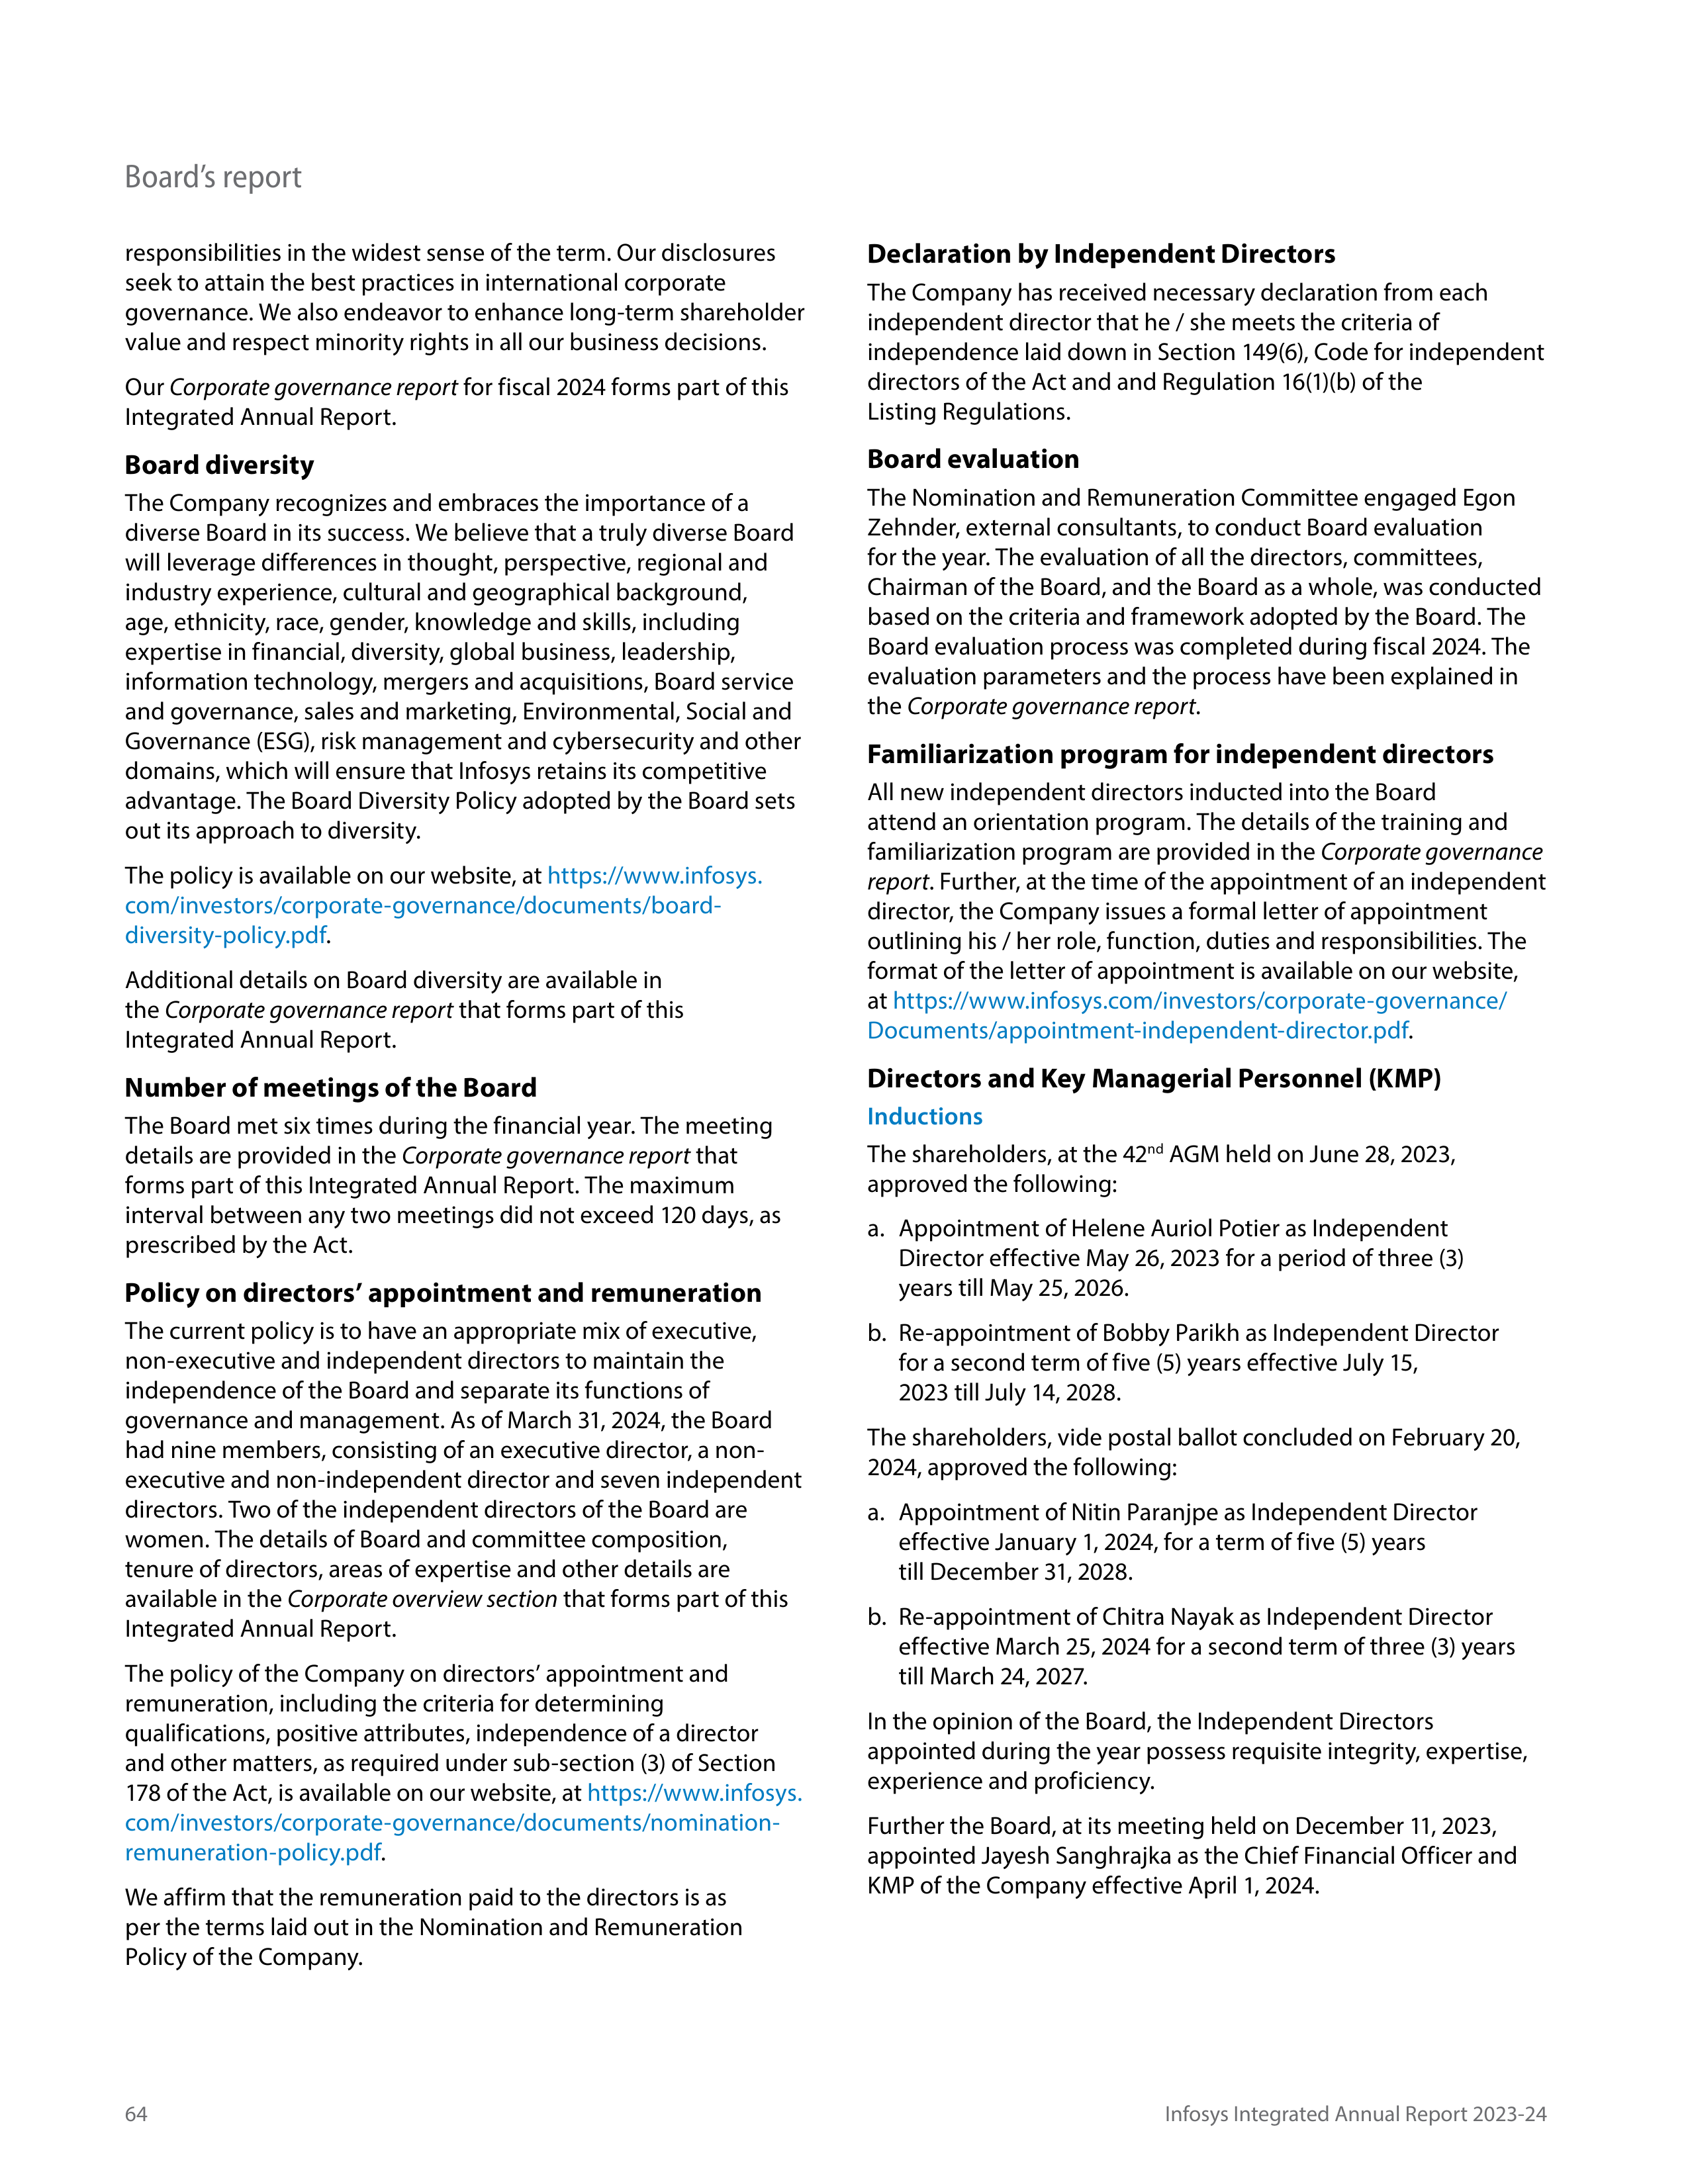 Board’s report
responsibilities in the widest sense of the term. Our disclosures
seek to attain the best practices in international corporate
governance. We also endeavor to enhance long-term shareholder
value and respect minority rights in all our business decisions.
Our Corporate governance report for fiscal 2024 forms part of this
Integrated Annual Report.
Board diversity
The Company recognizes and embraces the importance of a
diverse Board in its success. We believe that a truly diverse Board
will leverage differences in thought, perspective, regional and
industry experience, cultural and geographical background,
age, ethnicity, race, gender, knowledge and skills, including
expertise in financial, diversity, global business, leadership,
information technology, mergers and acquisitions, Board service
and governance, sales and marketing, Environmental, Social and
Governance (ESG), risk management and cybersecurity and other
domains, which will ensure that Infosys retains its competitive
advantage. The Board Diversity Policy adopted by the Board sets
out its approach to diversity.
The policy is available on our website, at https://www.infosys.
com/investors/corporate-governance/documents/board-
diversity-policy.pdf.
Additional details on Board diversity are available in
the Corporate governance report that forms part of this
Integrated Annual Report.
Number of meetings of the Board
The Board met six times during the financial year. The meeting
details are provided in the Corporate governance report that
forms part of this Integrated Annual Report. The maximum
interval between any two meetings did not exceed 120 days, as
prescribed by the Act.
Policy on directors’ appointment and remuneration
The current policy is to have an appropriate mix of executive,
non-executive and independent directors to maintain the
independence of the Board and separate its functions of
governance and management. As of March 31, 2024, the Board
had nine members, consisting of an executive director, a non-
executive and non-independent director and seven independent
directors. Two of the independent directors of the Board are
women. The details of Board and committee composition,
tenure of directors, areas of expertise and other details are
available in the Corporate overview section that forms part of this
Integrated Annual Report.
The policy of the Company on directors’ appointment and
remuneration, including the criteria for determining
qualifications, positive attributes, independence of a director
and other matters, as required under sub-section (3) of Section
178 of the Act, is available on our website, at https://www.infosys.
com/investors/corporate-governance/documents/nomination-
remuneration-policy.pdf.
We affirm that the remuneration paid to the directors is as
per the terms laid out in the Nomination and Remuneration
Policy of the Company.
Declaration by Independent Directors
The Company has received necessary declaration from each
independent director that he / she meets the criteria of
independence laid down in Section 149(6), Code for independent
directors of the Act and and Regulation 16(1)(b) of the
Listing Regulations.
Board evaluation
The Nomination and Remuneration Committee engaged Egon
Zehnder, external consultants, to conduct Board evaluation
for the year. The evaluation of all the directors, committees,
Chairman of the Board, and the Board as a whole, was conducted
based on the criteria and framework adopted by the Board. The
Board evaluation process was completed during fiscal 2024. The
evaluation parameters and the process have been explained in
the Corporate governance report.
Familiarization program for independent directors
All new independent directors inducted into the Board
attend an orientation program. The details of the training and
familiarization program are provided in the Corporate governance
report. Further, at the time of the appointment of an independent
director, the Company issues a formal letter of appointment
outlining his / her role, function, duties and responsibilities. The
format of the letter of appointment is available on our website,
at https://www.infosys.com/investors/corporate-governance/
Documents/appointment-independent-director.pdf.
Directors and Key Managerial Personnel (KMP)
Inductions
The shareholders, at the 42nd AGM held on June 28, 2023,
approved the following:
a. Appointment of Helene Auriol Potier as Independent
Director effective May 26, 2023 for a period of three (3)
years till May 25, 2026.
b. Re-appointment of Bobby Parikh as Independent Director
for a second term of five (5) years effective July 15,
2023 till July 14, 2028.
The shareholders, vide postal ballot concluded on February 20,
2024, approved the following:
a. Appointment of Nitin Paranjpe as Independent Director
effective January 1, 2024, for a term of five (5) years
till December 31, 2028.
b. Re-appointment of Chitra Nayak as Independent Director
effective March 25, 2024 for a second term of three (3) years
till March 24, 2027.
In the opinion of the Board, the Independent Directors
appointed during the year possess requisite integrity, expertise,
experience and proficiency.
Further the Board, at its meeting held on December 11, 2023,
appointed Jayesh Sanghrajka as the Chief Financial Officer and
KMP of the Company effective April 1, 2024.
64
Infosys Integrated Annual Report 2023-24